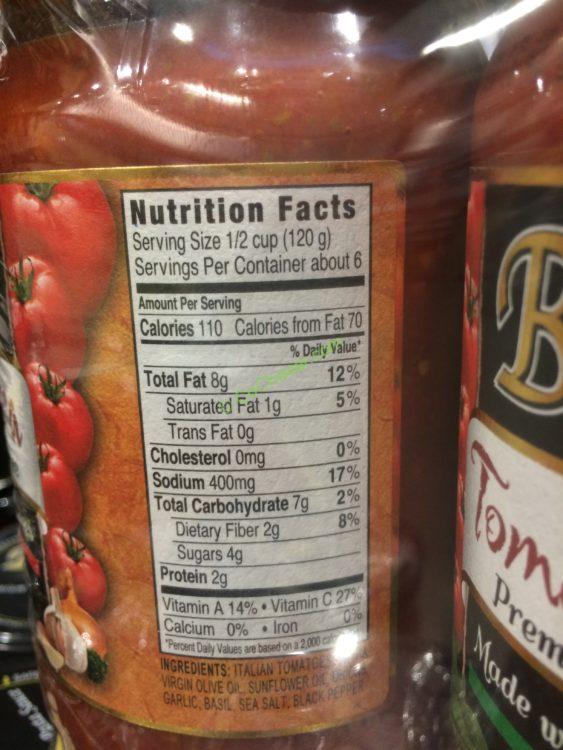 Nutrition Facts
Serving Size 1/2 cup (120 g)
Servings Per Container about 6
Amount Per Serving
Calories 110 Calories from Fat 70
% Daily Value*
Total Fat 8g 12%
Saturated Fat 1g 5%
Trans Fat 0g
Cholesterol 0mg 0%
Sodium 400mg 17%
Total Carbohydrate 7g 2%
Dietary Fiber 2g 8%
Sugars 4g
Protein 2g
Vitamin A 14% • Vitamin C 27%
Calcium 0% • Iron 0%
*Percent Daily Values are based on a 2,000
INGREDIENTS: ITALIAN
VIRGIN OLIVE OIL, SUNFLOWER OIL,
GARLIC, BASIL, SEA SALT, BLACK PEPPER
B
Tom
Prem
Made w